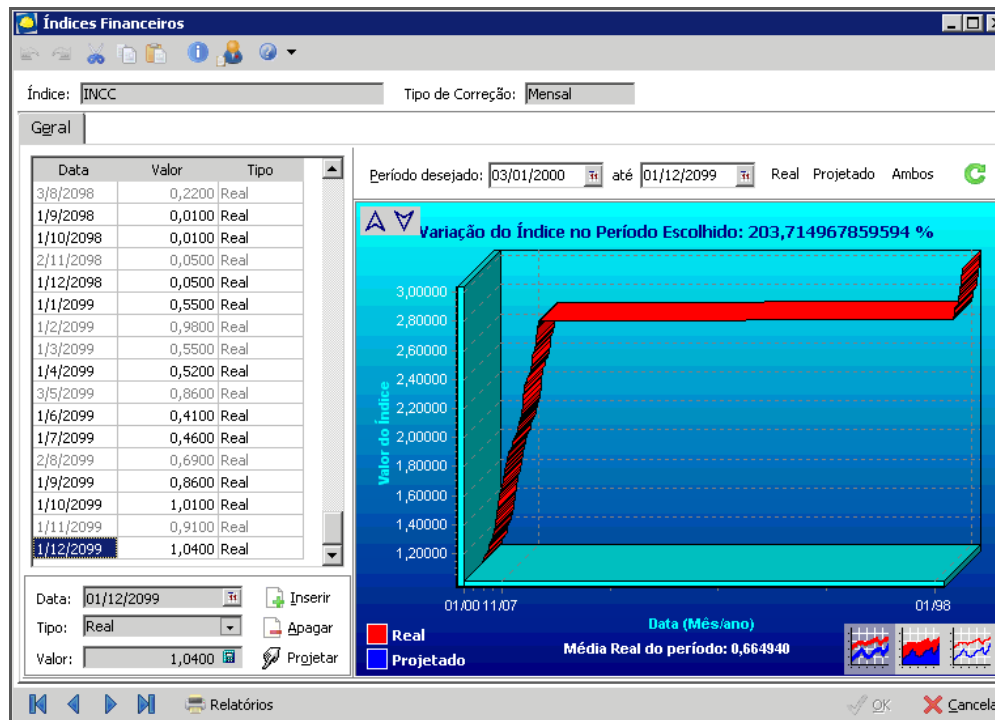 Índices Financeiros
Índice: INCC Tipo de Correção: Mensal
Geral
Data Valor Tipo
3/8/2098 0,2200 Real
1/9/2098 0,0100 Real
1/10/2098 0,0100 Real
2/11/2098 0,0500 Real
1/12/2098 0,0500 Real
1/1/2099 0,5500 Real
1/2/2099 0,9800 Real
1/3/2099 0,5500 Real
1/4/2099 0,5200 Real
3/5/2099 0,8600 Real
1/6/2099 0,4100 Real
1/7/2099 0,4600 Real
2/8/2099 0,6900 Real
1/9/2099 0,8600 Real
1/10/2099 1,0100 Real
1/11/2099 0,9100 Real
1/12/2099 1,0400 Real
Data: 01/12/2099 Inserir
Tipo: Real Apagar
Valor: 1,0400 Projetar
Período desejado: 03/01/2000 até 01/12/2099 Real Projetado Ambos
Variação do Índice no Período Escolhido: 203,714967859594 %
Valor do Índice
3,00000
2,80000
2,60000
2,40000
2,20000
2,00000
1,80000
1,60000
1,40000
1,20000
01/00 11/07 01/98
Data (Mês/ano)
Real
Projetado
Média Real do período: 0,664940
Relatórios OK Cancela